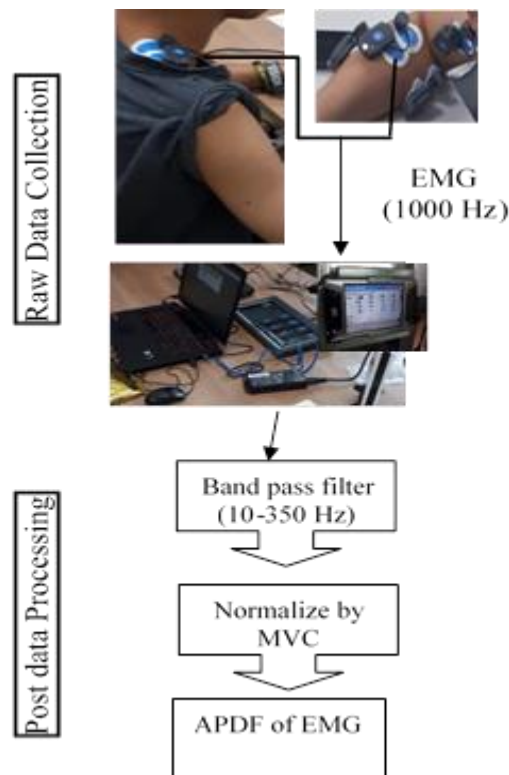 Raw Data Collection
EMG
(1000 Hz)
Post data Processing
Band pass filter
(10-350 Hz)
Normalize by
MVC
APDF of EMG